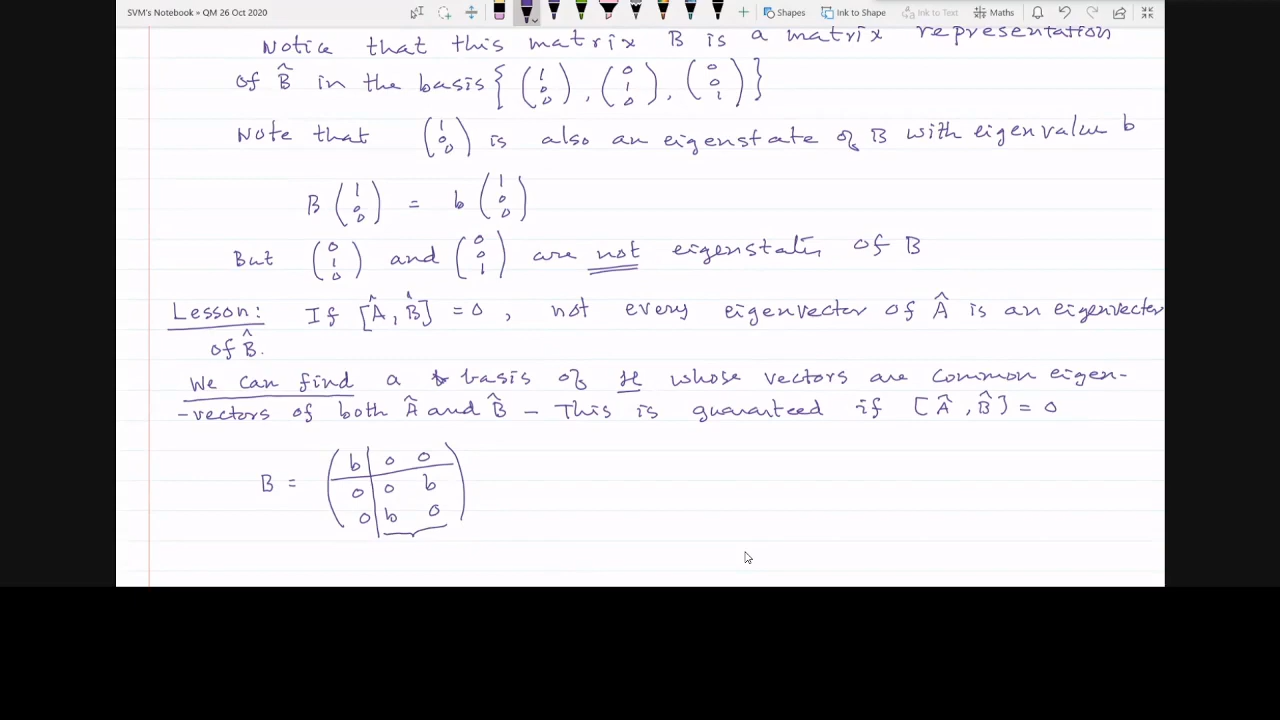 SVM's Notebook » QM 26 Oct 2020
Shapes Ink to Shape Ink to Text Maths
Notice that this matrix B is a matrix representation
of B̂ in the basis { (1 0 0), (0 1 0), (0 0 1) }
Note that (1 0 0) is also an eigenstate of B with eigenvalue b
B (1 0 0) = b (1 0 0)
But (0 1 0) and (0 0 1) are not eigenstates of B
Lesson: If [Â, B̂] = 0, not every eigenvector of Â is an eigenvector
of B̂.
We can find a basis of H whose vectors are common eigen-
-vectors of both Â and B̂ - This is guaranteed if [Â, B̂] = 0
B = ( b | 0 0
0 | 0 b
0 | b 0 )